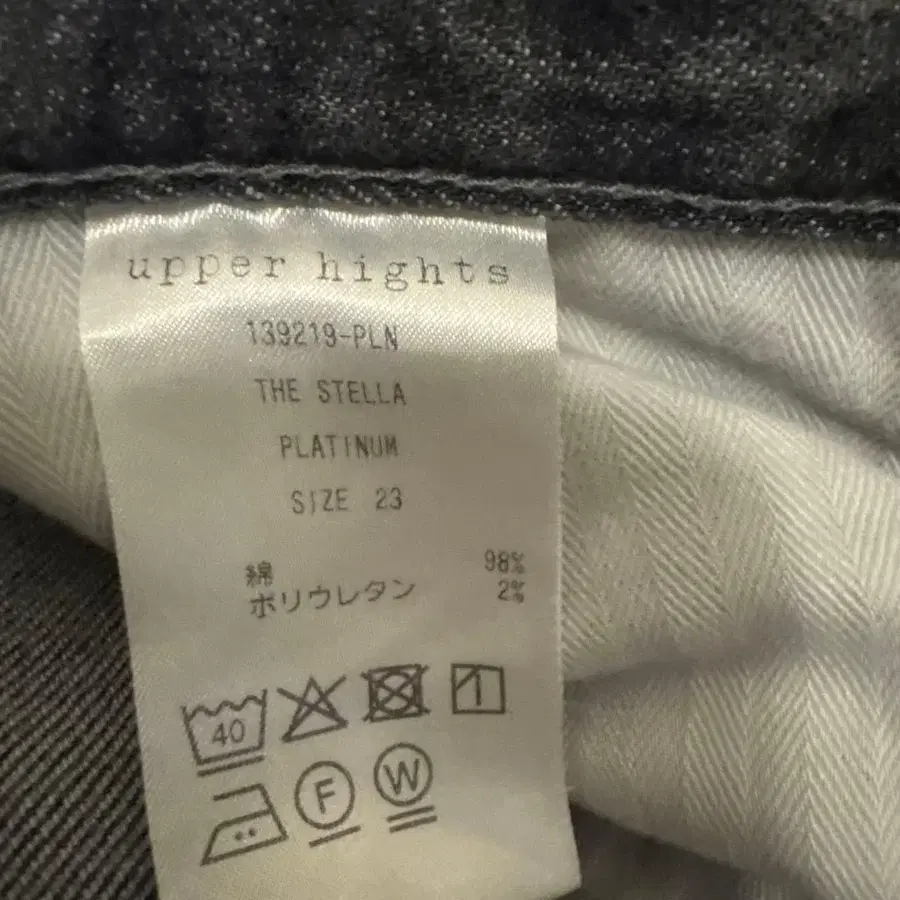 upper hights
139219-PLN
THE STELLA
PLATINUM
SIZE 23
綿 98%
ポリウレタン 2%
40
F W